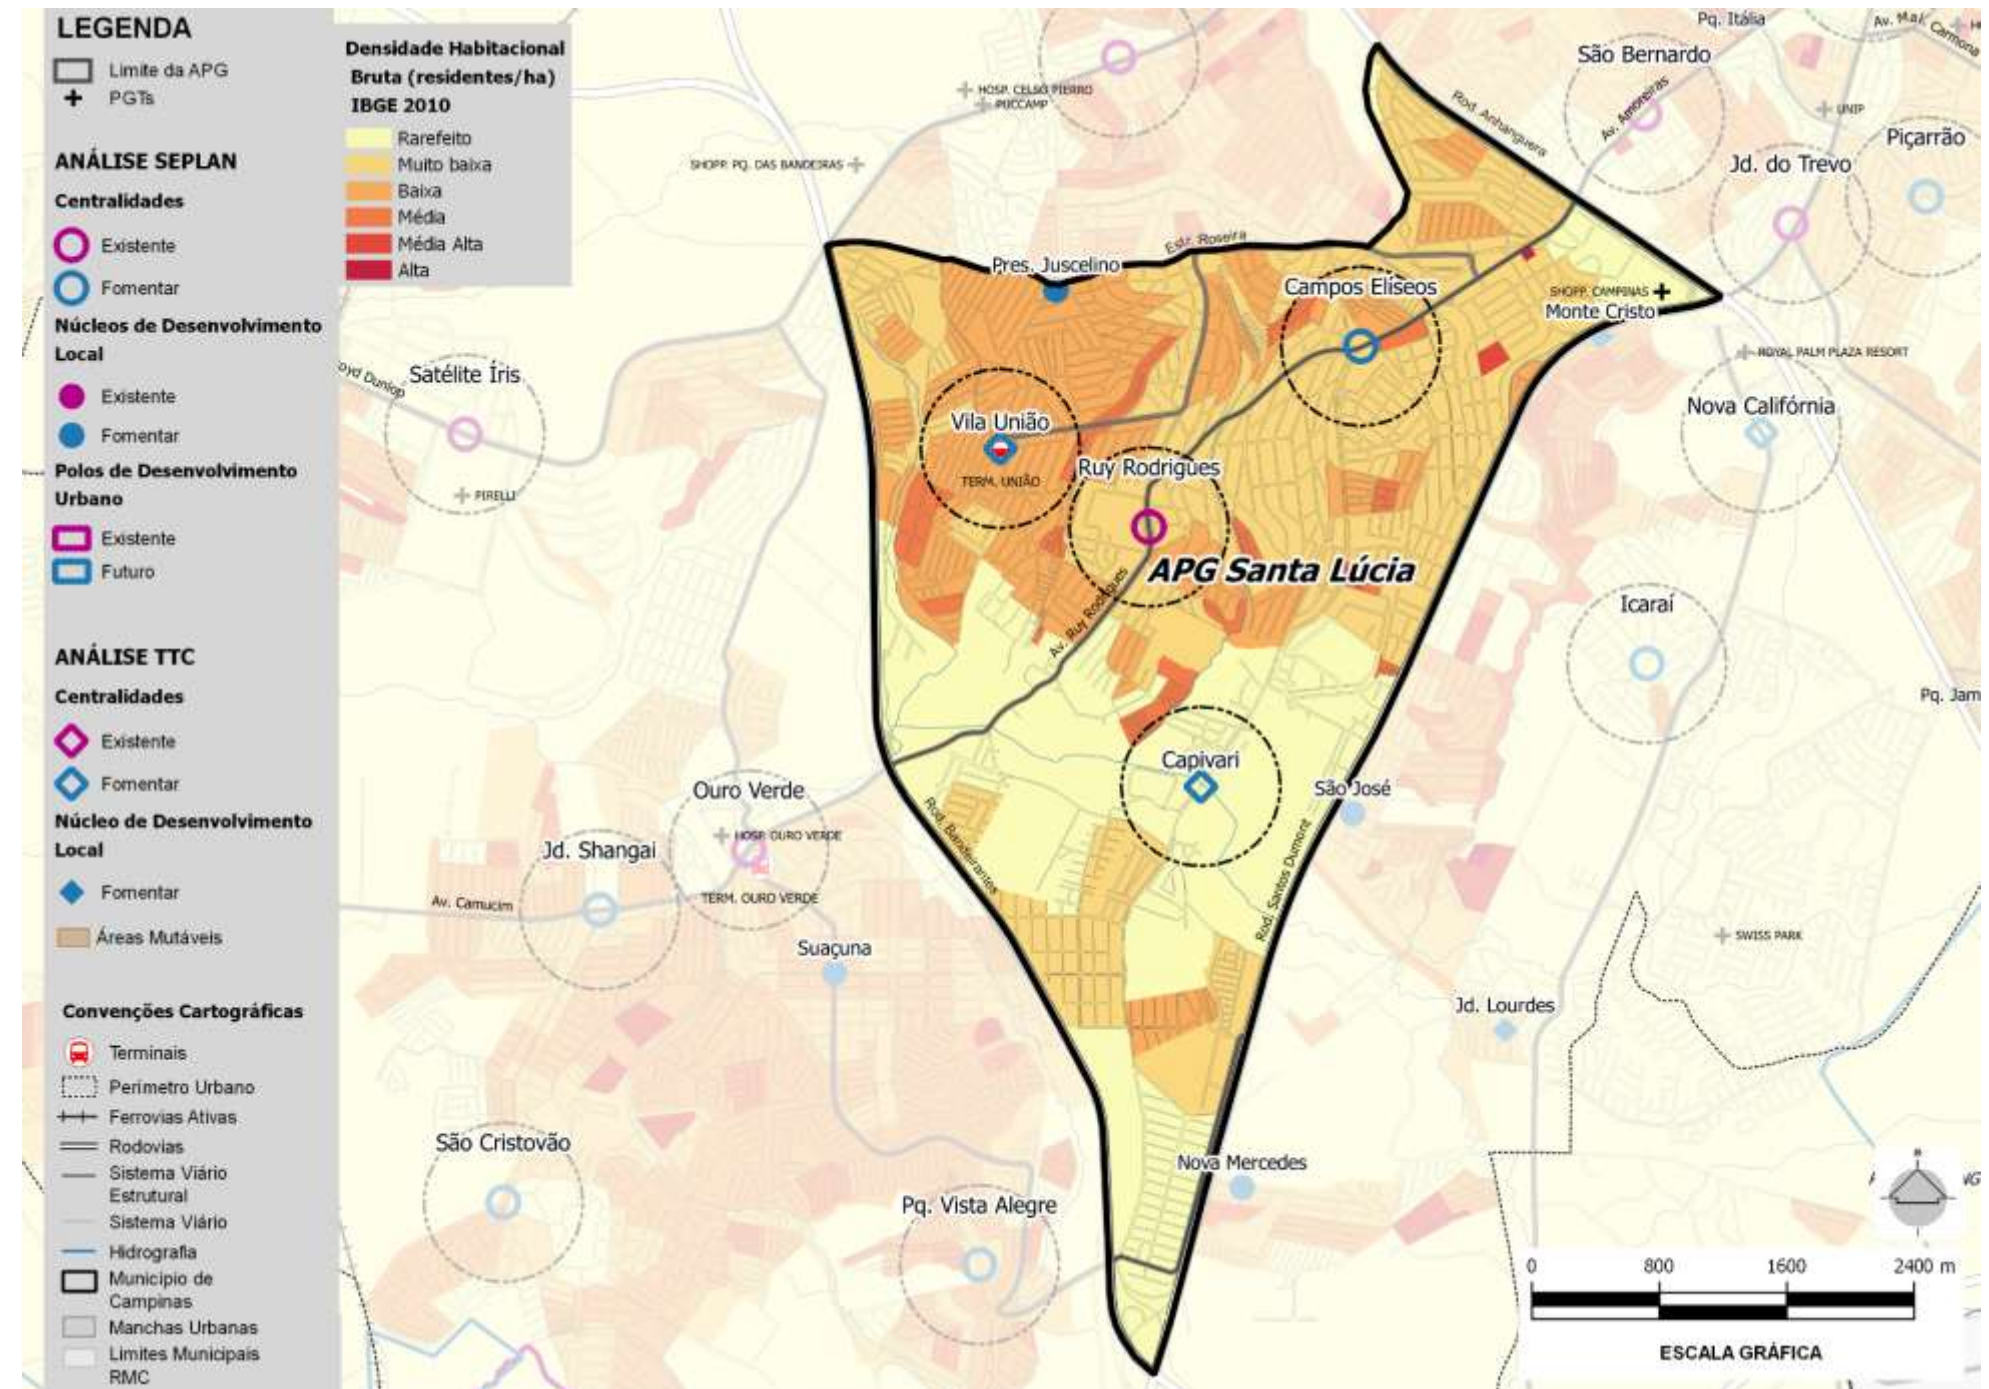 LEGENDA
Limite da APG
PGTs
ANÁLISE SEPLAN
Centralidades
Existente
Fomentar
Núcleos de Desenvolvimento
Local
Existente
Fomentar
Polos de Desenvolvimento
Urbano
Existente
Futuro
ANÁLISE TTC
Centralidades
Existente
Fomentar
Núcleo de Desenvolvimento
Local
Fomentar
Áreas Mutáveis
Convenções Cartográficas
Terminais
Perímetro Urbano
Ferrovias Ativas
Rodovias
Sistema Viário
Estrutural
Sistema Viário
Hidrografia
Município de
Campinas
Manchas Urbanas
Limites Municipais
RMC
Densidade Habitacional
Bruta (residentes/ha)
IBGE 2010
Rarefeito
Muito baixa
Baixa
Média
Média Alta
Alta
Pq. Itália
Av. Mal. Carmona
São Bernardo
HOSP. CELSO PIERRO
PUCCAMP
Rod. Anhanguera
Av. Amoreiras
UNIP
Piçarrão
SHOPP. PQ. DAS BANDEIRAS
Jd. do Trevo
Estr. Roseira
Pres. Juscelino
Campos Elíseos
SHOPP. CAMPINAS
Monte Cristo
ROYAL PALM PLAZA RESORT
oyd Dunlop
Satélite Íris
Nova Califórnia
Vila União
TERM. UNIÃO
Ruy Rodrigues
PIRELLI
APG Santa Lúcia
Av. Ruy Rodrigues
Icaraí
Pq. Jam
Capivari
São José
Ouro Verde
HOSP. OURO VERDE
Jd. Shangai
Rod. Bandeirantes
Rod. Santos Dumont
TERM. OURO VERDE
Av. Camucim
Suaçuna
SWISS PARK
Jd. Lourdes
São Cristovão
Nova Mercedes
Pq. Vista Alegre
0 800 1600 2400 m
ESCALA GRÁFICA